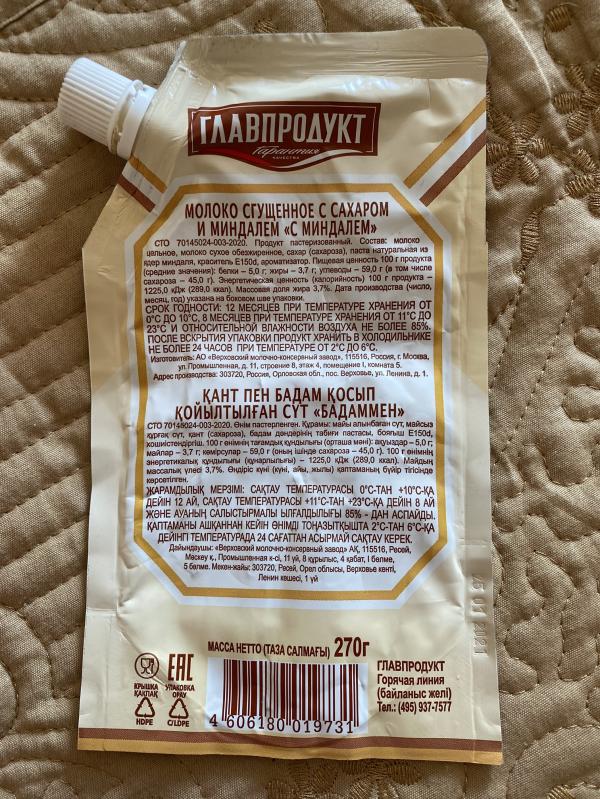 ГЛАВПРОДУКТ
Гарантия
КАЧЕСТВА
МОЛОКО СГУЩЕННОЕ С САХАРОМ
И МИНДАЛЕМ «С МИНДАЛЕМ»
СТО 70145024-003-2020. Продукт пастеризованный. Состав: молоко
цельное, молоко сухое обезжиренное, сахар (сахароза), паста натуральная из
ядер миндаля, краситель Е150d, ароматизатор. Пищевая ценность 100 г продукта
(средние значения): белки – 5,0 г; жиры – 3,7 г; углеводы – 59,0 г (в том числе
сахароза – 45,0 г). Энергетическая ценность (калорийность) 100 г продукта –
1225,0 кДж (289,0 ккал). Массовая доля жира 3,7%. Дата производства (число,
месяц, год) указана на боковом шве упаковки.
СРОК ГОДНОСТИ: 12 МЕСЯЦЕВ ПРИ ТЕМПЕРАТУРЕ ХРАНЕНИЯ ОТ
0°С ДО 10°С, 8 МЕСЯЦЕВ ПРИ ТЕМПЕРАТУРЕ ХРАНЕНИЯ ОТ 11°С ДО
23°С И ОТНОСИТЕЛЬНОЙ ВЛАЖНОСТИ ВОЗДУХА НЕ БОЛЕЕ 85%.
ПОСЛЕ ВСКРЫТИЯ УПАКОВКИ ПРОДУКТ ХРАНИТЬ В ХОЛОДИЛЬНИКЕ
НЕ БОЛЕЕ 24 ЧАСОВ ПРИ ТЕМПЕРАТУРЕ ОТ 2°С ДО 6°С.
Изготовитель: АО «Верховский молочно-консервный завод», 115516, Россия, г. Москва,
ул. Промышленная, д. 11, строение 8, этаж 4, помещение I, комната 5.
Адрес производства: 303720, Россия, Орловская обл., пос. Верховье, ул. Ленина, д. 1.
ҚАНТ ПЕН БАДАМ ҚОСЫП
ҚОЙЫЛТЫЛҒАН СҮТ «БАДАММЕН»
СТО 70145024-003-2020. Өнім пастерленген. Құрамы: майы алынбаған сүт, майсыз
құрғақ сүт, қант (сахароза), бадам дәндерінің табиғи пастасы, бояғыш Е150d,
хошиістендіргіш. 100 г өнімнің тағамдық құндылығы (орташа мәні): ақуыздар – 5,0 г;
майлар – 3,7 г; көмірсулар – 59,0 г (оның ішінде сахароза – 45,0 г). 100 г өнімнің
энергетикалық құндылығы (құнарлылығы) – 1225,0 кДж (289,0 ккал). Майдың
массалық үлесі 3,7%. Өндіріс күні (күні, айы, жылы) қаптаманың бүйір тігісінде
көрсетілген.
ЖАРАМДЫЛЫҚ МЕРЗІМІ: САҚТАУ ТЕМПЕРАТУРАСЫ 0°С-ТАН +10°С-ҚА
ДЕЙІН 12 АЙ, САҚТАУ ТЕМПЕРАТУРАСЫ +11°С-ТАН +23°С-ҚА ДЕЙІН 8 АЙ
ЖӘНЕ АУАНЫҢ САЛЫСТЫРМАЛЫ ЫЛҒАЛДЫЛЫҒЫ 85% - ДАН АСПАЙДЫ.
ҚАПТАМАНЫ АШҚАННАН КЕЙІН ӨНІМДІ ТОҢАЗЫТҚЫШТА 2°С-ТАН 6°С-ҚА
ДЕЙІНГІ ТЕМПЕРАТУРАДА 24 САҒАТТАН АСЫРМАЙ САҚТАУ КЕРЕК.
Дайындаушы: «Верховский молочно-консервный завод» АҚ, 115516, Ресей,
Мәскеу қ., Промышленная к-сі, 11 үй, 8 құрылыс, 4 қабат, I бөлім,
5 бөлме. Мекен-жайы: 303720, Ресей, Орел облысы, Верховье кенті,
Ленин көшесі, 1 үй
МАССА НЕТТО (ТАЗА САЛМАҒЫ) 270г
КРЫШКА
ҚАҚПАҚ
HDPE
ЕАС
УПАКОВКА
ОРАУ
C/LDPE
4 606180 019731
ГЛАВПРОДУКТ
Горячая линия
(байланыс желі)
Тел.: (495) 937-7577